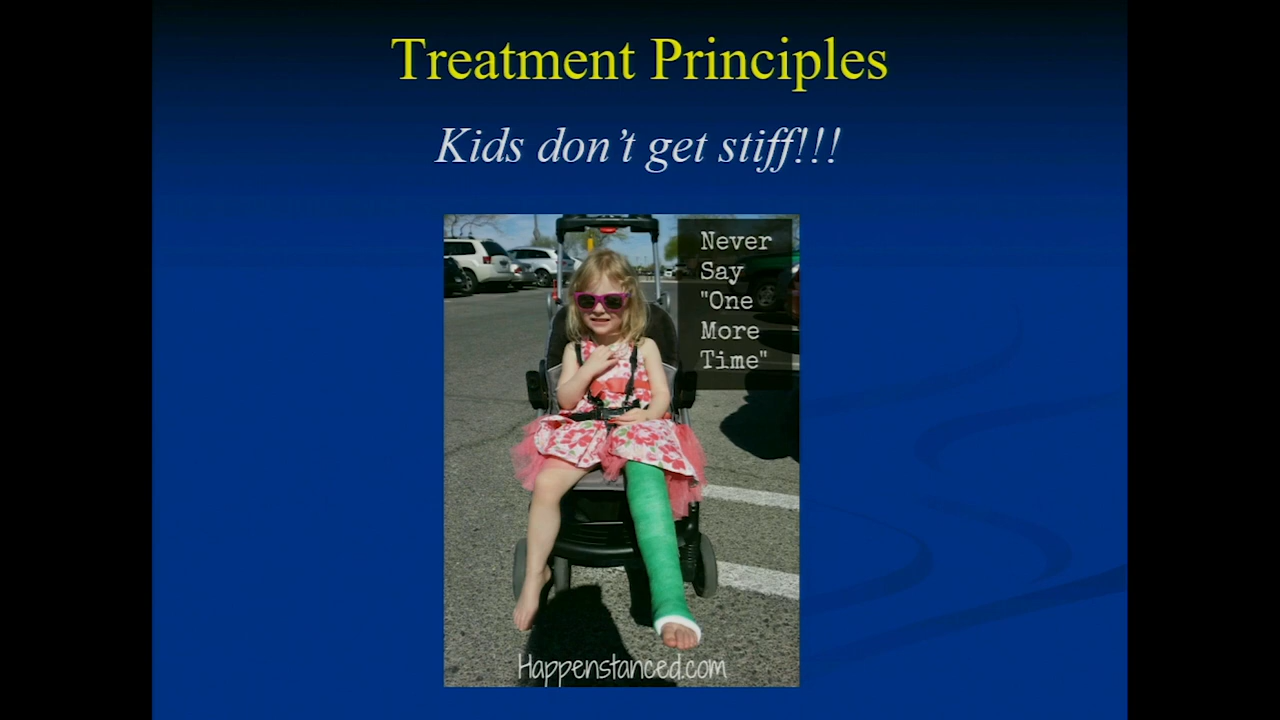 Treatment Principles
Kids don't get stiff!!!
Never
Say
"One
More
Time"
Happenstanced.com